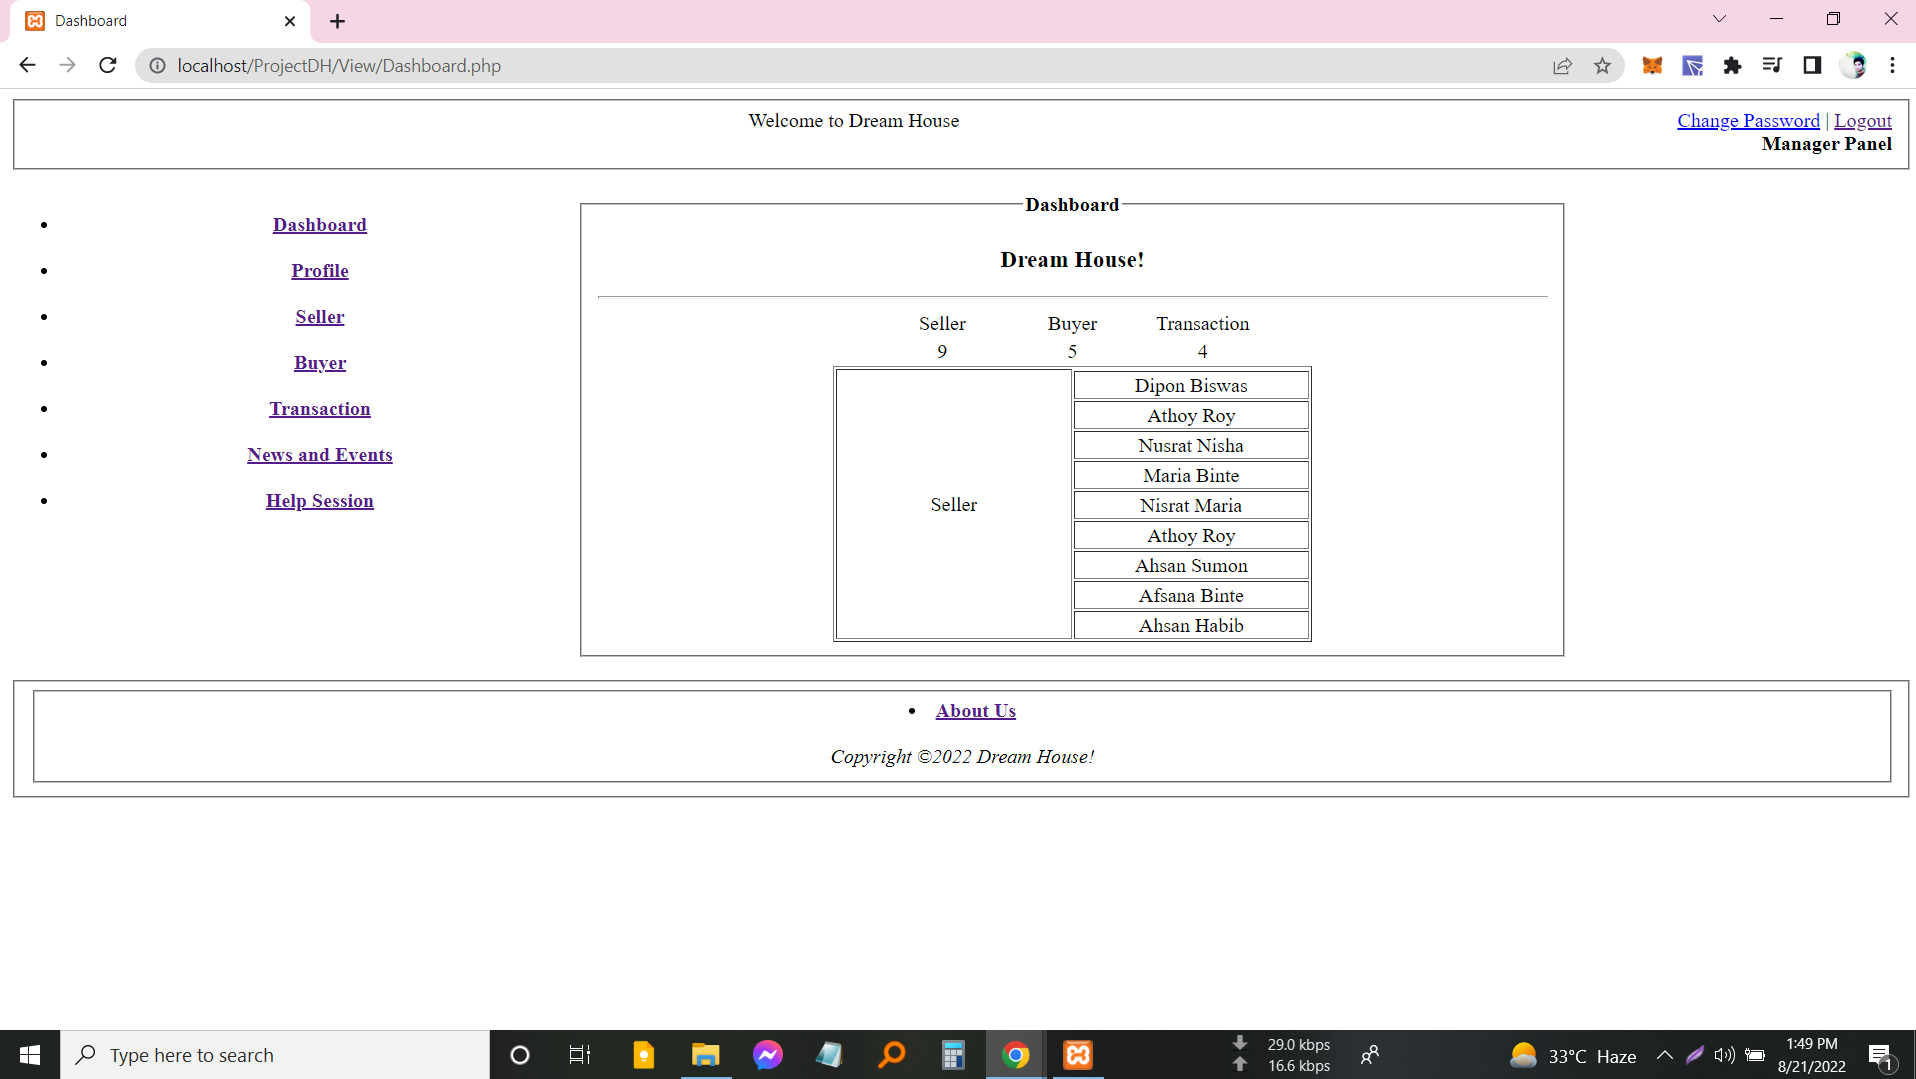 Dashboard
localhost/ProjectDH/View/Dashboard.php
Welcome to Dream House
Change Password | Logout
Manager Panel
Dashboard
Profile
Seller
Buyer
Transaction
News and Events
Help Session
Dashboard
Dream House!
Seller Buyer Transaction
9 5 4
Seller
Dipon Biswas
Athoy Roy
Nusrat Nisha
Maria Binte
Nisrat Maria
Athoy Roy
Ahsan Sumon
Afsana Binte
Ahsan Habib
About Us
Copyright ©2022 Dream House!
Type here to search
29.0 kbps
16.6 kbps
33°C Haze
1:49 PM
8/21/2022
1